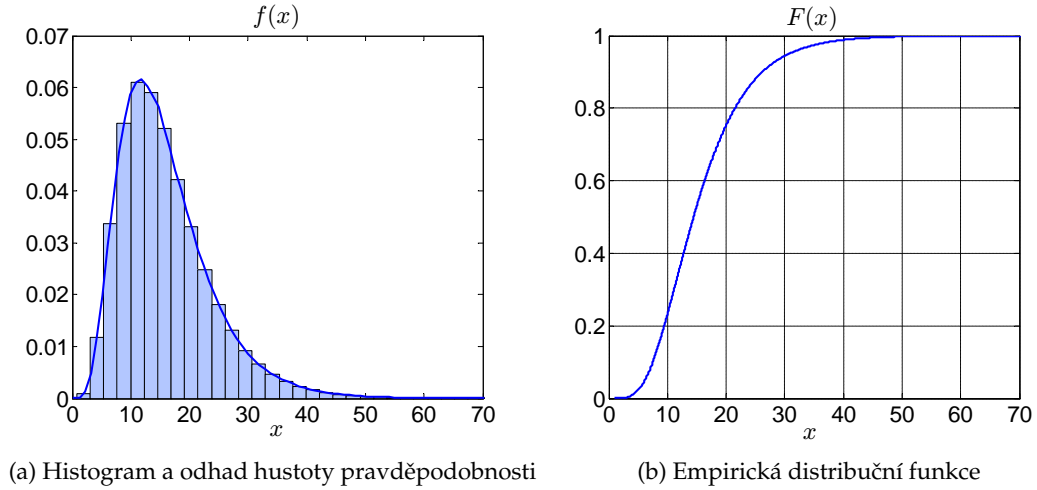 f(x)
0.07
0.06
0.05
0.04
0.03
0.02
0.01
0
0 10 20 30 40 50 60 70
x
(a) Histogram a odhad hustoty pravděpodobnosti
F(x)
1
0.8
0.6
0.4
0.2
0
0 10 20 30 40 50 60 70
x
(b) Empirická distribuční funkce